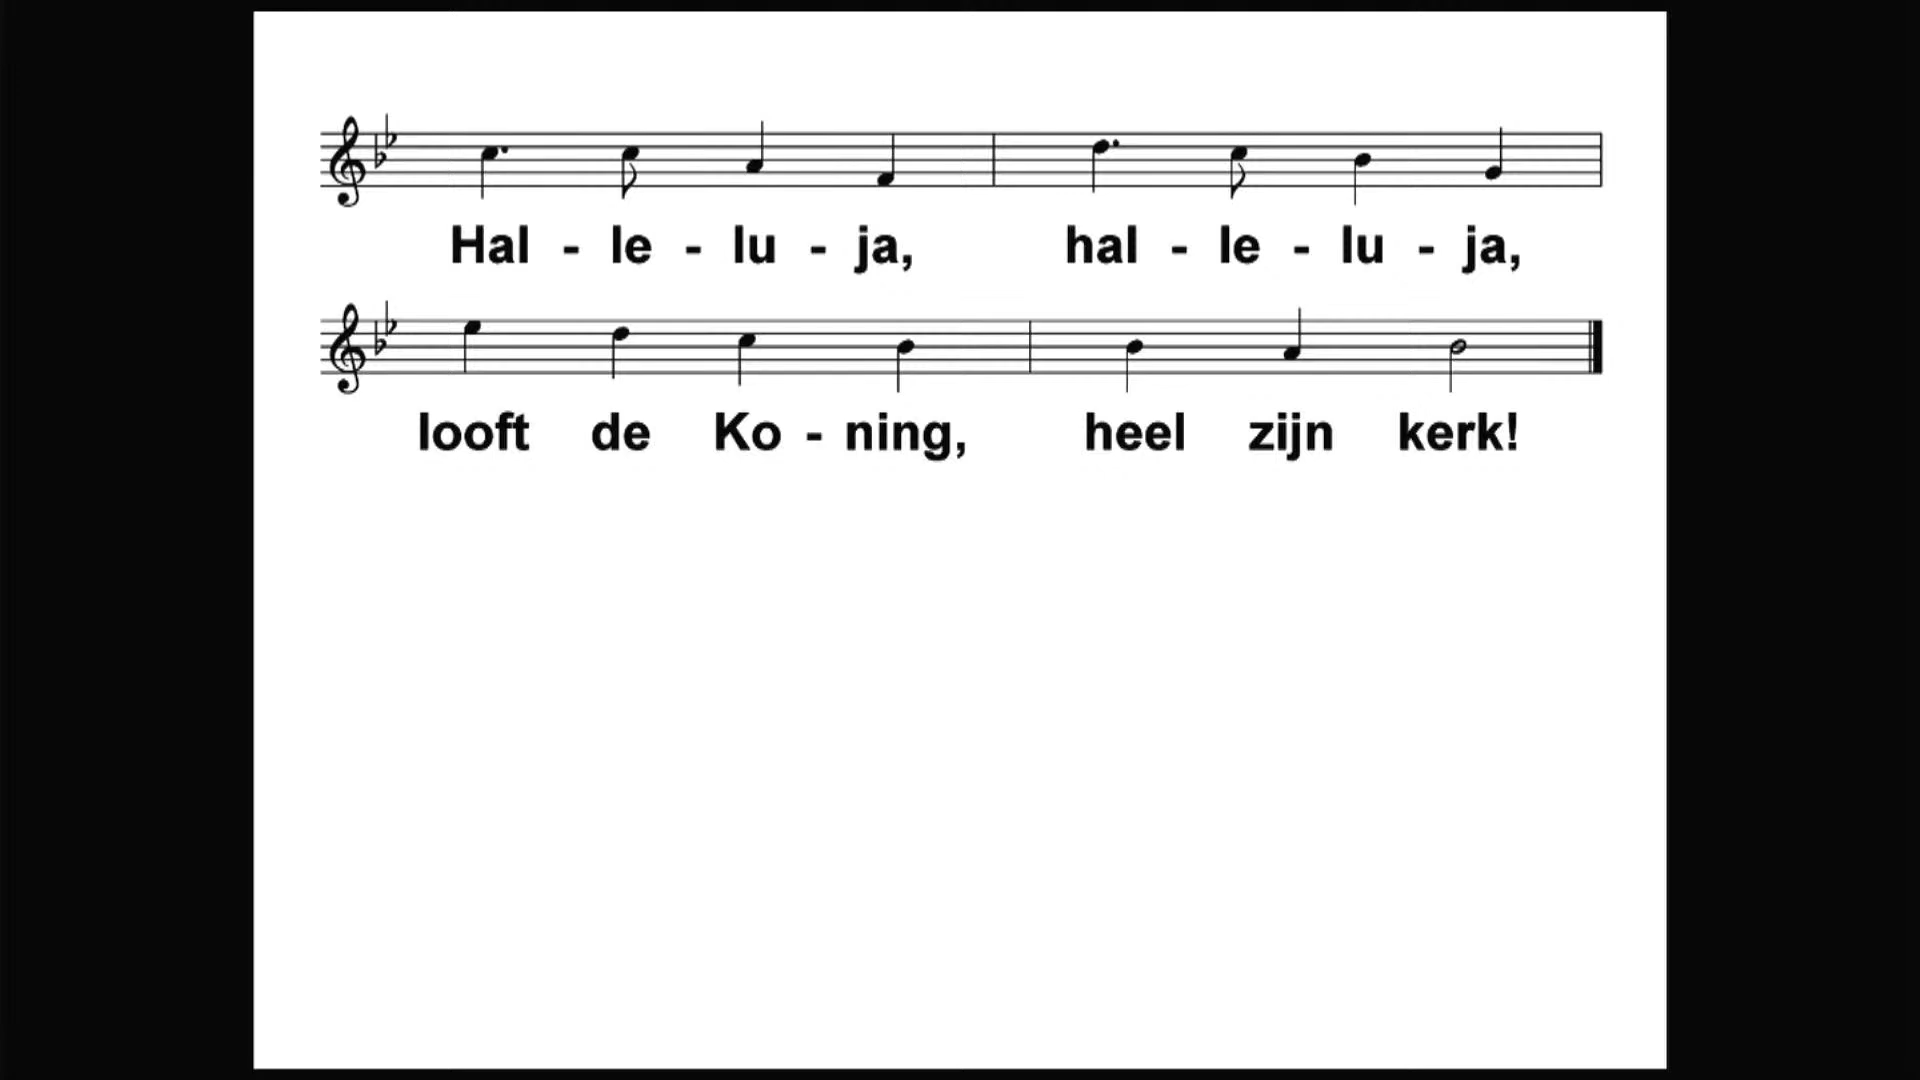 Hal - le - lu - ja, hal - le - lu - ja,
looft de Ko - ning, heel zijn kerk!